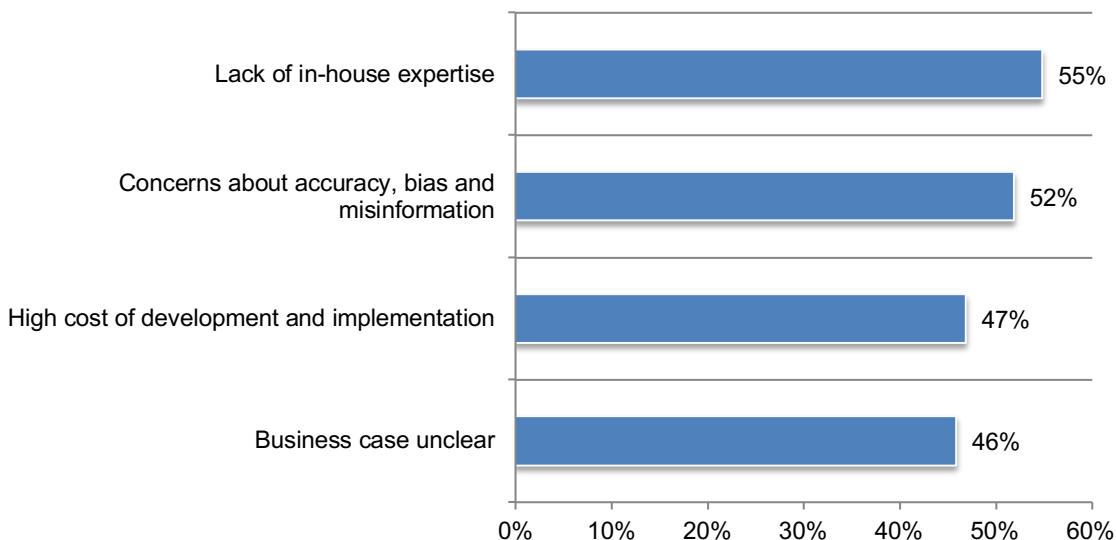 Lack of in-house expertise
55%
Concerns about accuracy, bias and
misinformation
52%
High cost of development and implementation
47%
Business case unclear
46%
0% 10% 20% 30% 40% 50% 60%